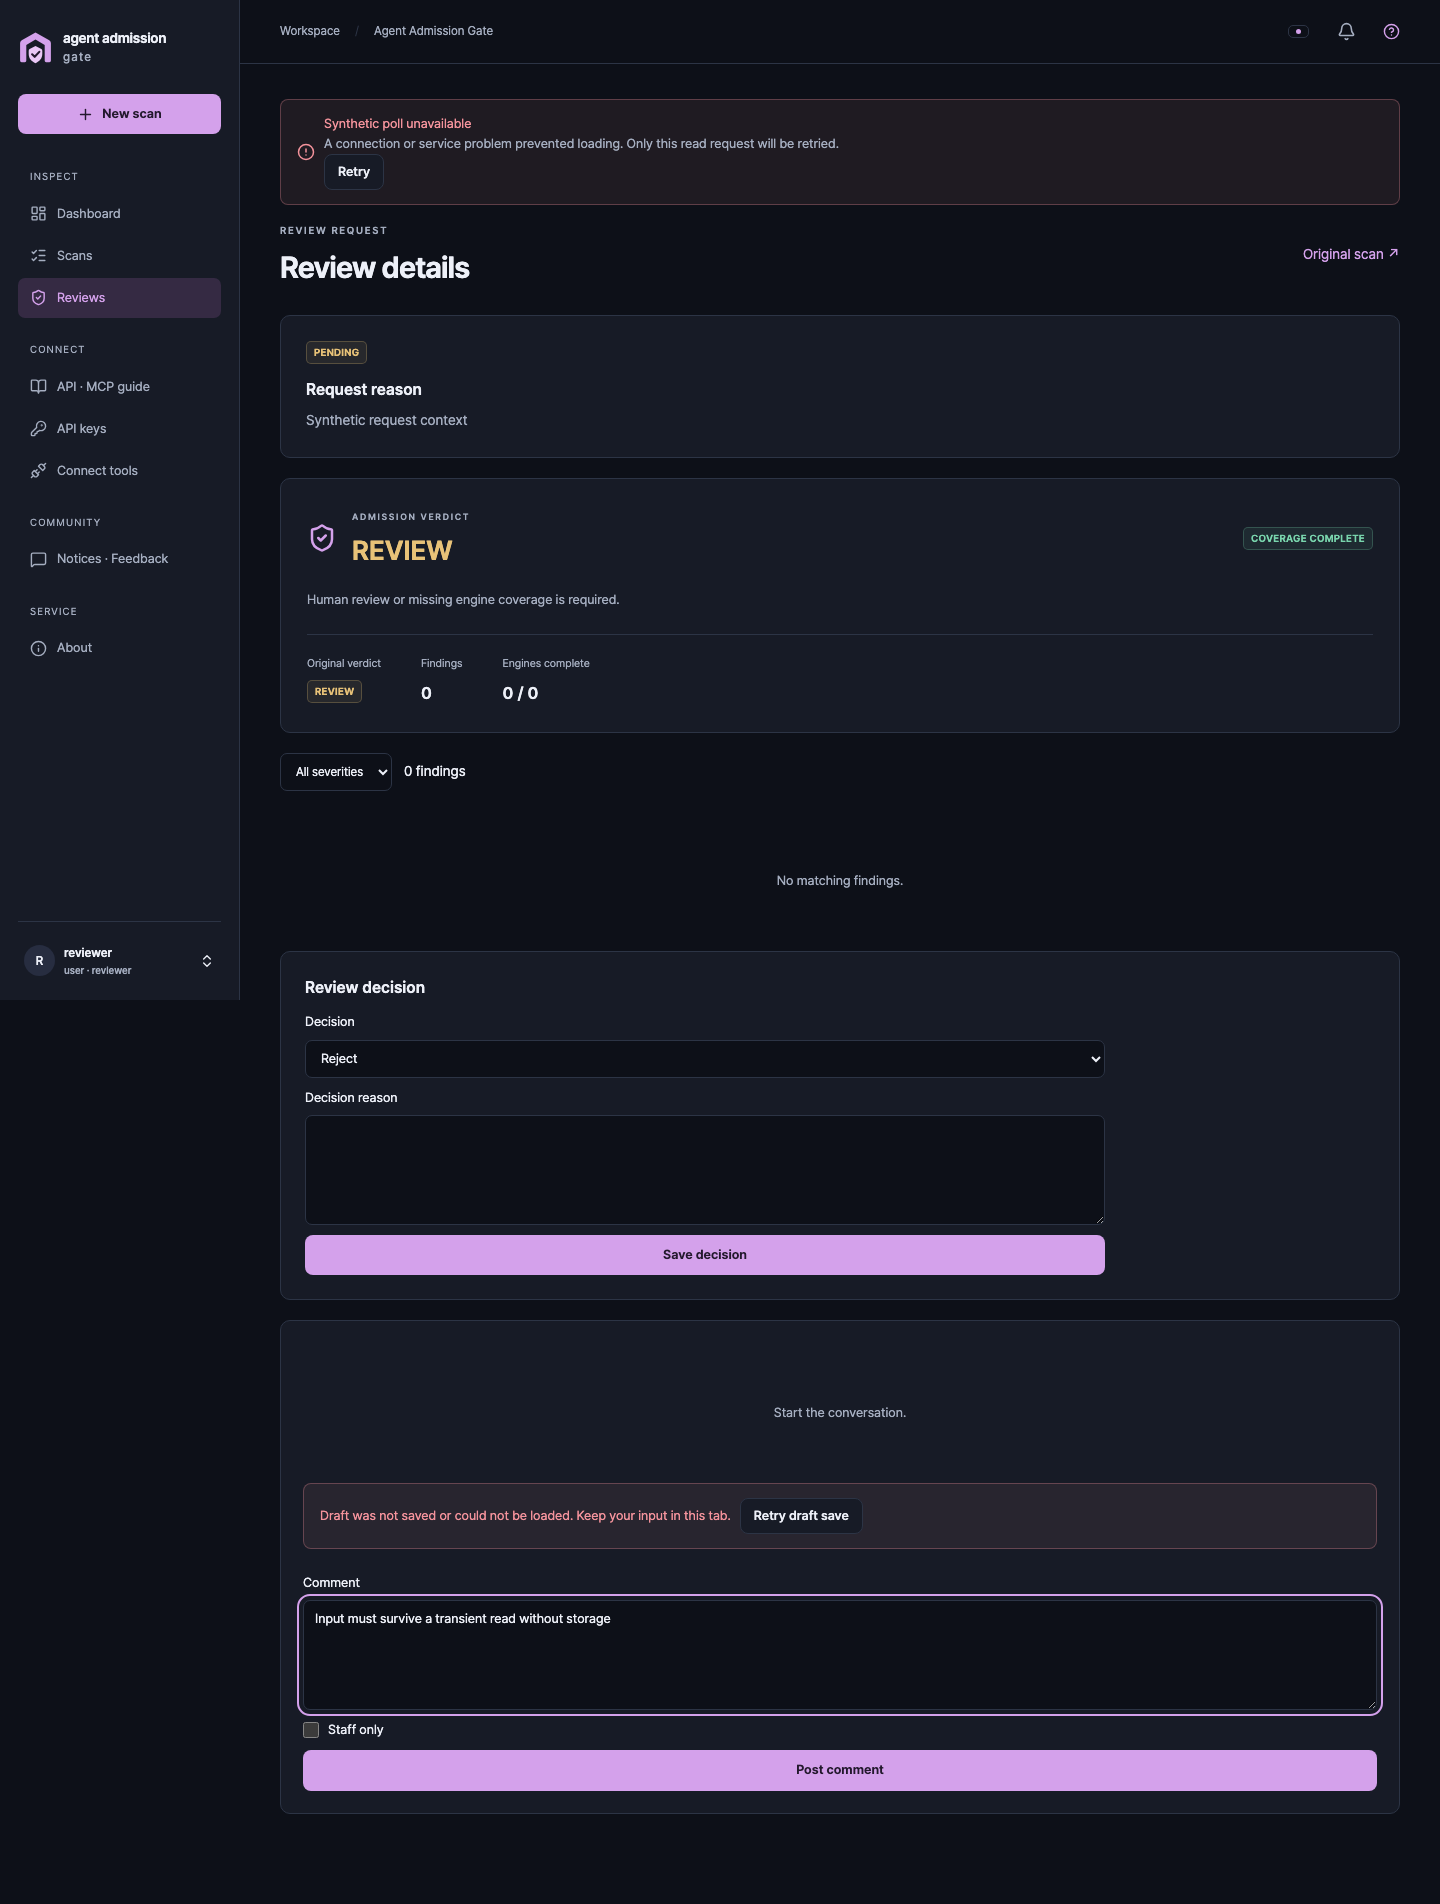 agent admission
gate
New scan
INSPECT
Dashboard
Scans
Reviews
CONNECT
API · MCP guide
API keys
Connect tools
COMMUNITY
Notices · Feedback
SERVICE
About
R
reviewer
user · reviewer
Workspace / Agent Admission Gate
Synthetic poll unavailable
A connection or service problem prevented loading. Only this read request will be retried.
Retry
REVIEW REQUEST
Review details
Original scan ↗
PENDING
Request reason
Synthetic request context
ADMISSION VERDICT
REVIEW
COVERAGE COMPLETE
Human review or missing engine coverage is required.
Original verdict Findings Engines complete
REVIEW 0 0 / 0
All severities 0 findings
No matching findings.
Review decision
Decision
Reject
Decision reason
Save decision
Start the conversation.
Draft was not saved or could not be loaded. Keep your input in this tab. Retry draft save
Comment
Input must survive a transient read without storage
Staff only
Post comment